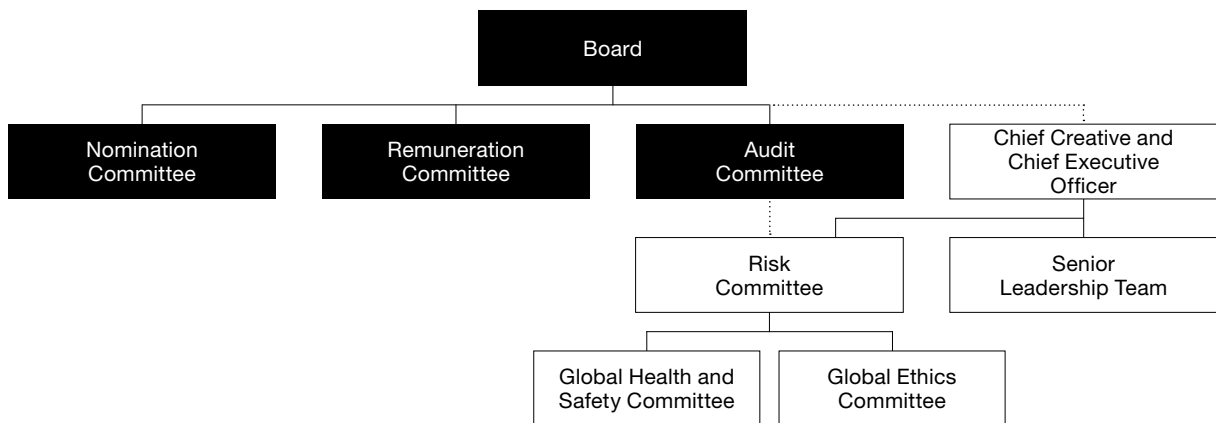 Board
Nomination
Committee
Remuneration
Committee
Audit
Committee
Chief Creative and
Chief Executive
Officer
Risk
Committee
Senior
Leadership Team
Global Health and
Safety Committee
Global Ethics
Committee